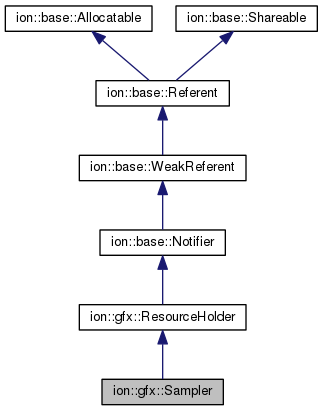 ion::base::Allocatable
ion::base::Shareable
ion::base::Referent
ion::base::WeakReferent
ion::base::Notifier
ion::gfx::ResourceHolder
ion::gfx::Sampler